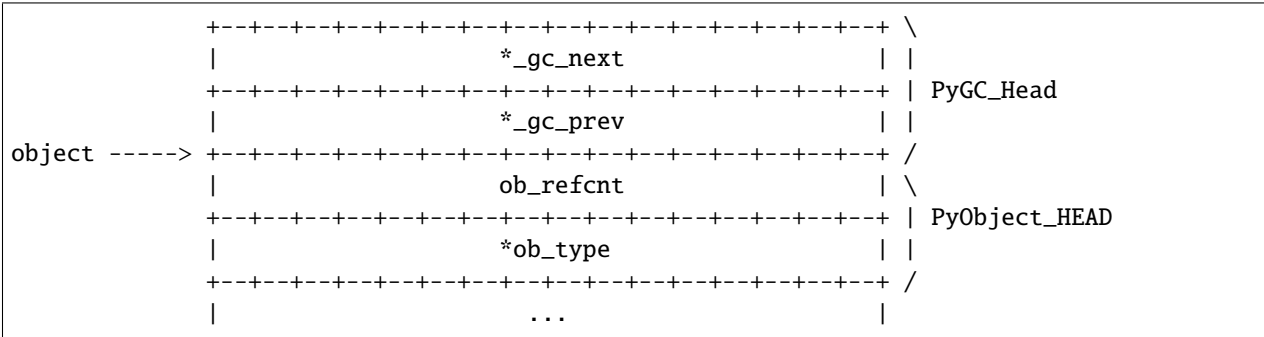 +--+--+--+--+--+--+--+--+--+--+--+--+--+--+--+ \
              |                    *_gc_next                | |
              +--+--+--+--+--+--+--+--+--+--+--+--+--+--+--+ | PyGC_Head
              |                    *_gc_prev                | |
object -----> +--+--+--+--+--+--+--+--+--+--+--+--+--+--+--+ /
              |                    ob_refcnt                | \
              +--+--+--+--+--+--+--+--+--+--+--+--+--+--+--+ | PyObject_HEAD
              |                    *ob_type                 | |
              +--+--+--+--+--+--+--+--+--+--+--+--+--+--+--+ /
              |                      ...                    |